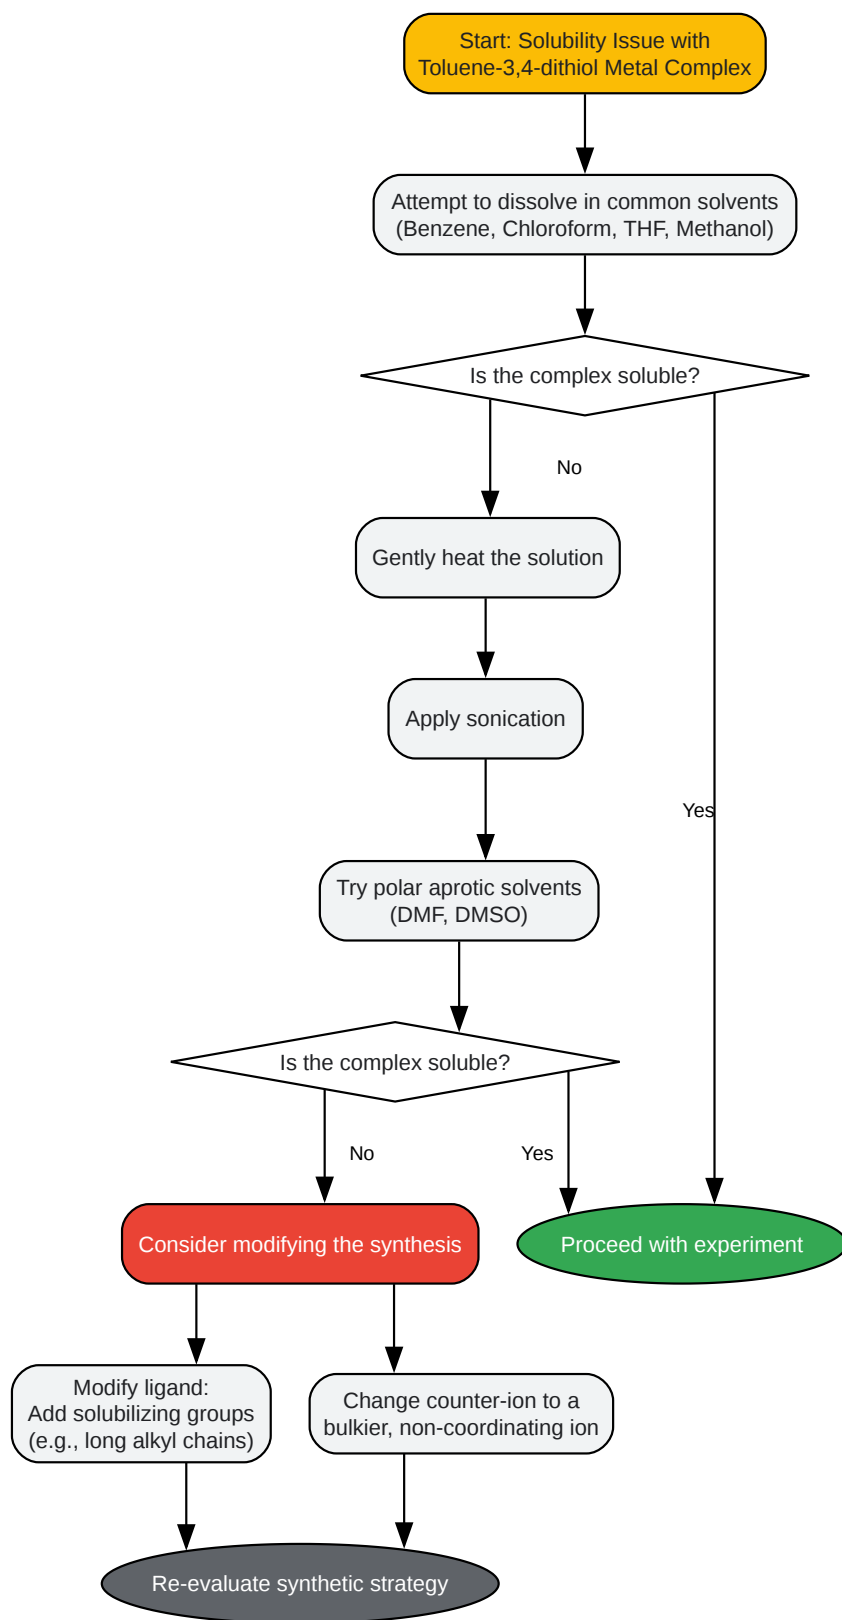 Start: Solubility Issue with
Toluene-3,4-dithiol Metal Complex
Attempt to dissolve in common solvents
(Benzene, Chloroform, THF, Methanol)
Is the complex soluble?
No
Gently heat the solution
Apply sonication
Yes
Try polar aprotic solvents
(DMF, DMSO)
Is the complex soluble?
No
Yes
Consider modifying the synthesis
Proceed with experiment
Modify ligand:
Add solubilizing groups
(e.g., long alkyl chains)
Change counter-ion to a
bulkier, non-coordinating ion
Re-evaluate synthetic strategy